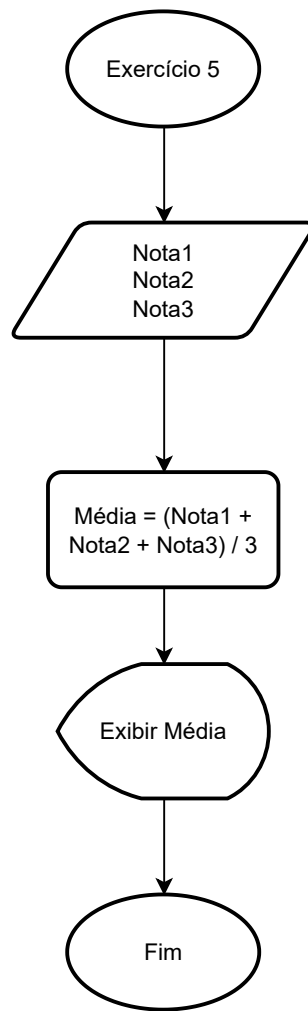 Exercício 5
Nota1
Nota2
Nota3
Média = (Nota1 +
Nota2 + Nota3) / 3
Exibir Média
Fim